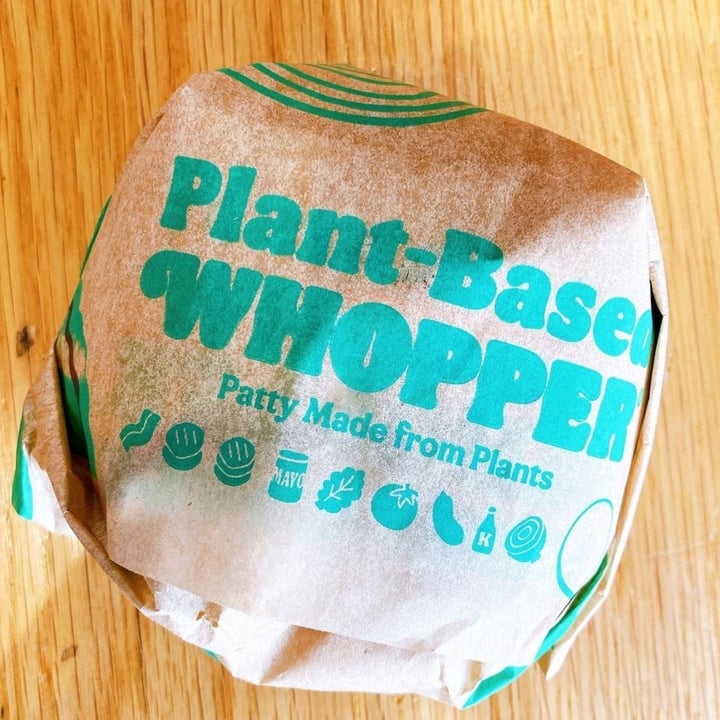 Plant-Based
WHOPPER
Patty Made from Plants
MAYO
K